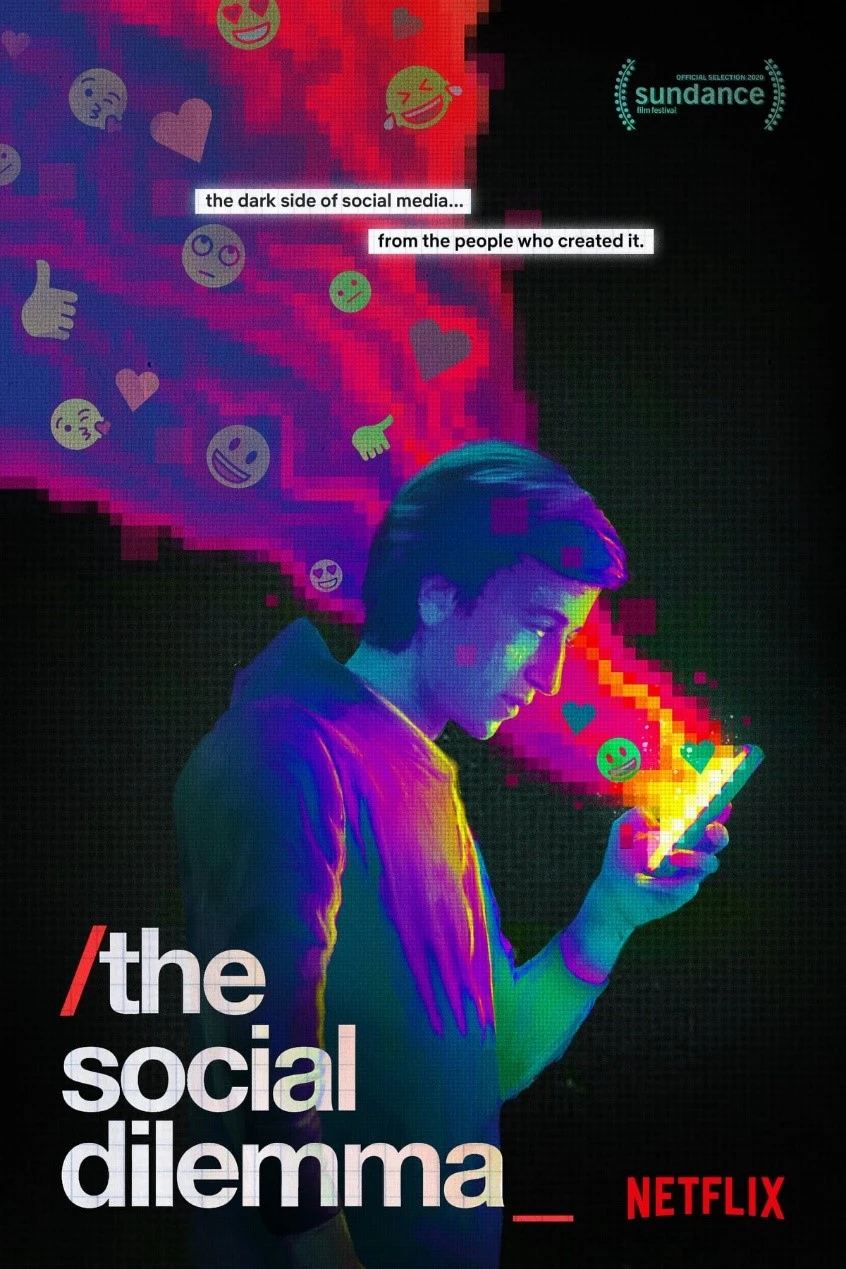 OFFICIAL SELECTION 2020
sundance
film festival
the dark side of social media...
from the people who created it.
/the
social
dilemma_
NETFLIX